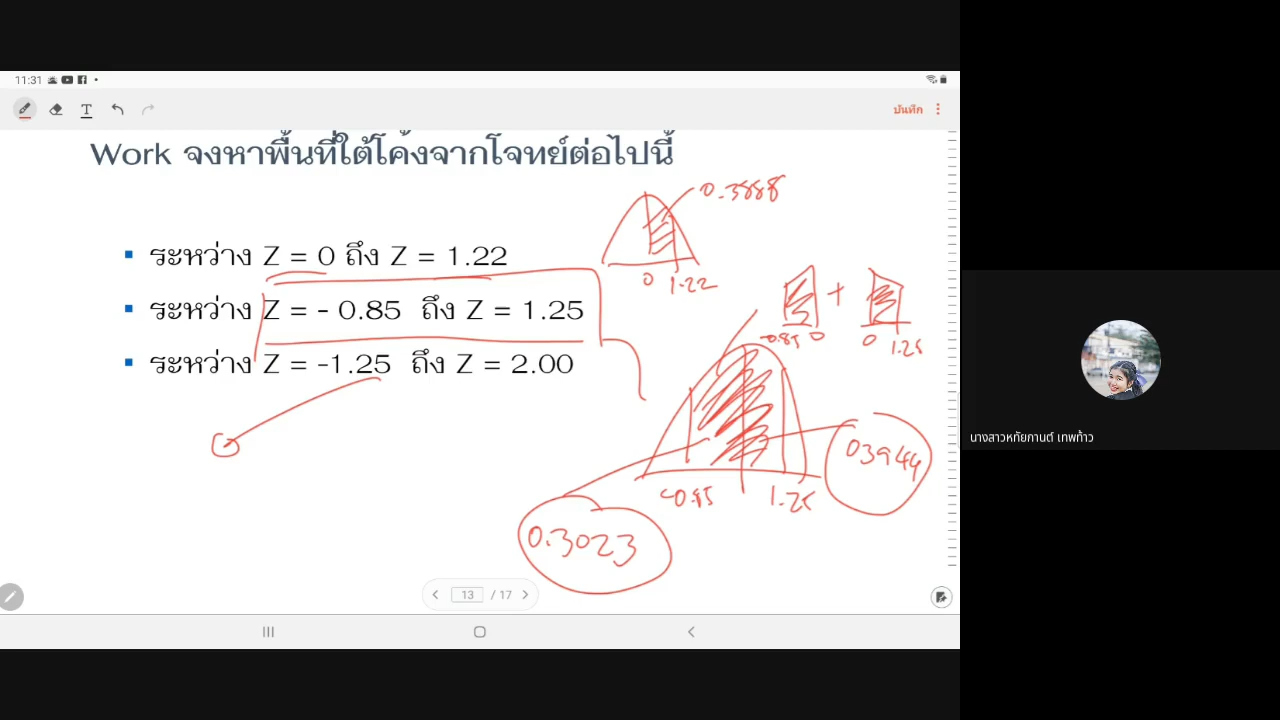 11:31
T
บันทึก
Work จงหาพื้นที่ใต้โค้งจากโจทย์ต่อไปนี้
0.3888
ระหว่าง Z = 0 ถึง Z = 1.22
0 1.22
+
ระหว่าง Z = - 0.85 ถึง Z = 1.25
-0.85 0 0 1.25
ระหว่าง Z = -1.25 ถึง Z = 2.00
นางสาวหทัยกานต์ เทพท้าว
03944
-0.85 1.25
0.3023
13 / 17